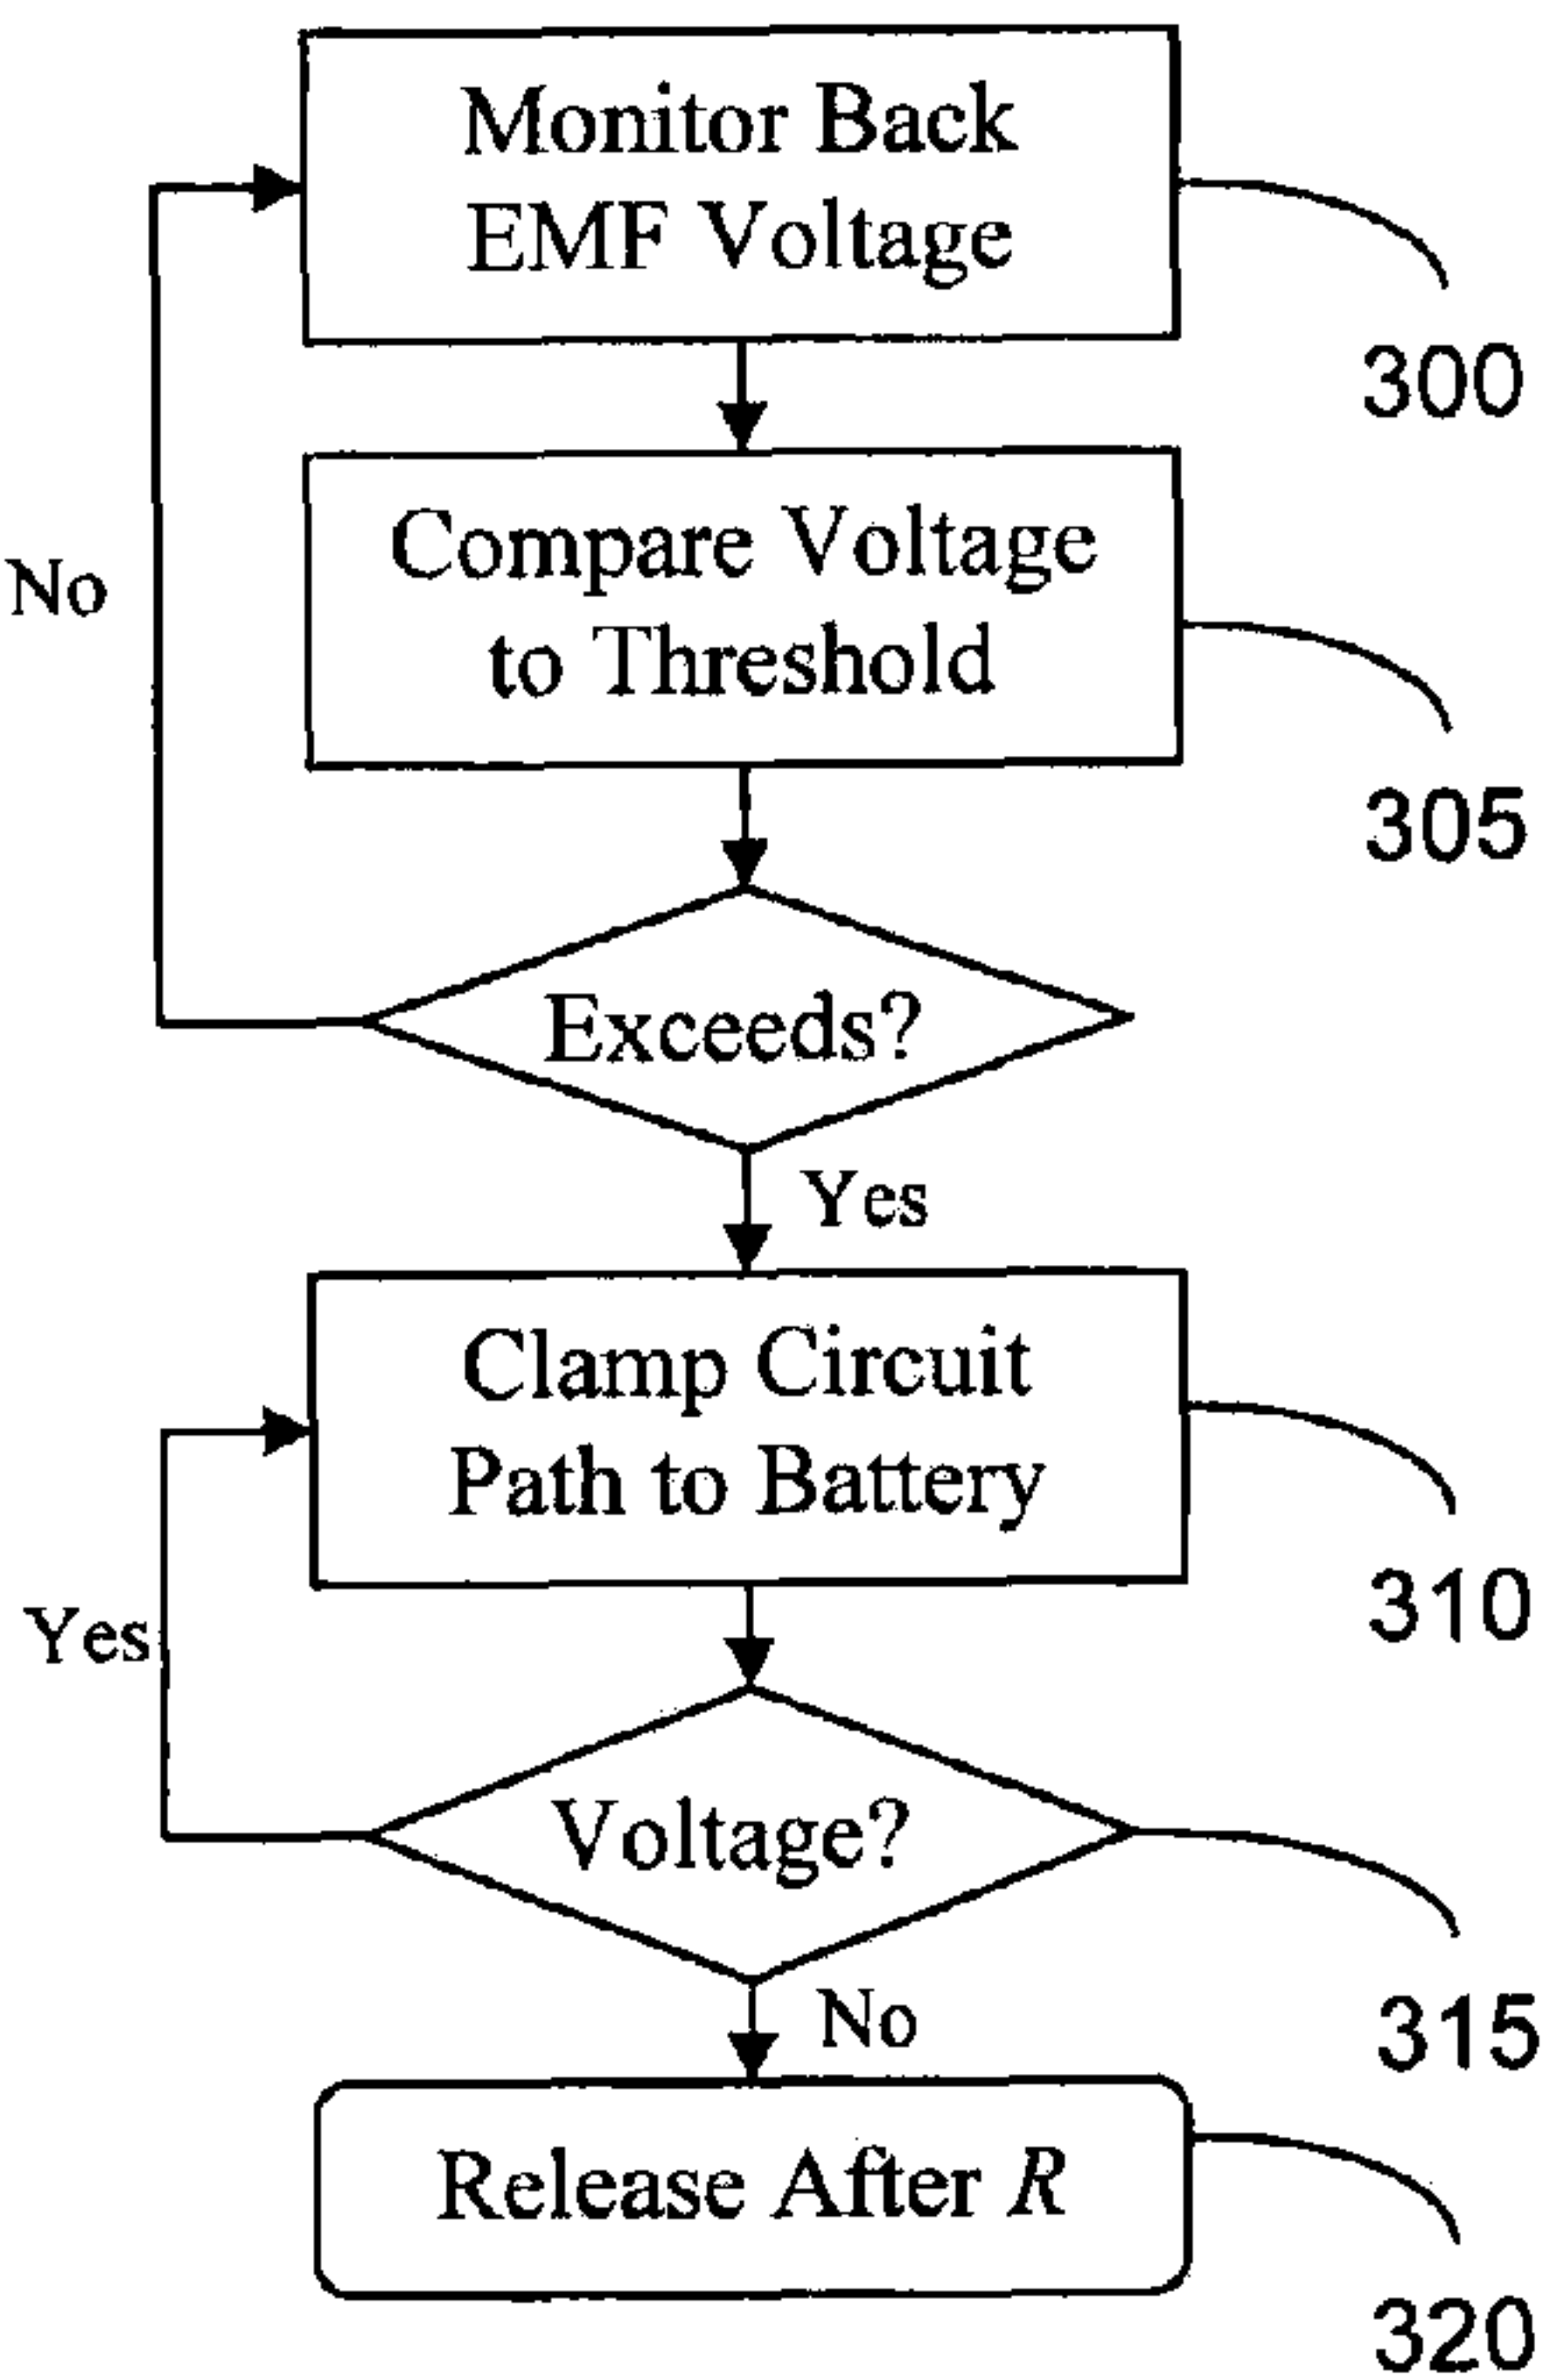 Monitor Back
EMF Voltage
300
Compare Voltage
to Threshold
305
No
Exceeds?
Yes
Clamp Circuit
Path to Battery
310
Yes
Voltage?
315
No
Release After R
320